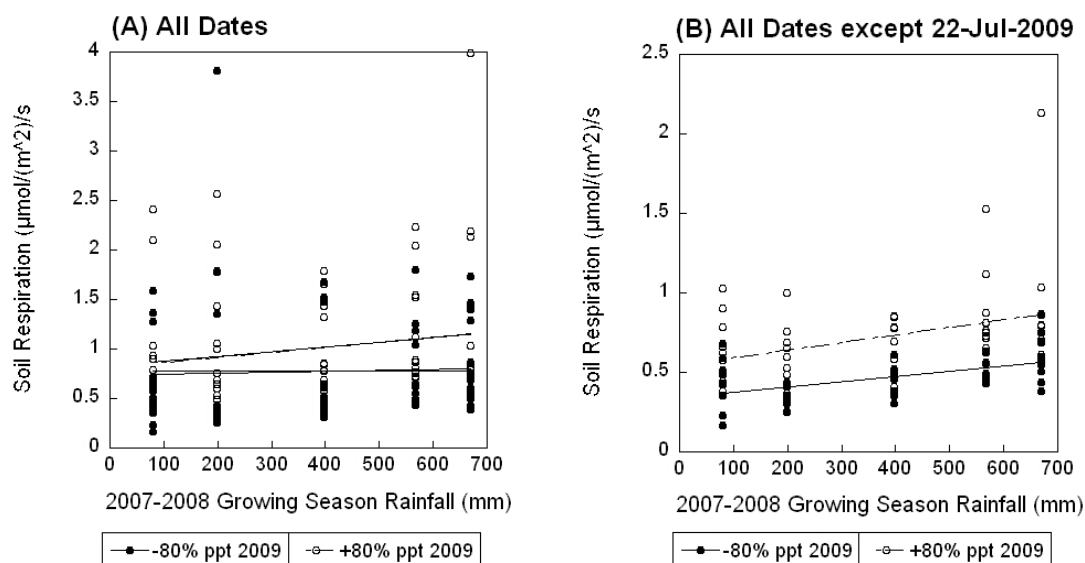 (A) All Dates
4
3.5
3
2.5
2
1.5
1
0.5
0
Soil Respiration (µmol/(m^2)/s
0 100 200 300 400 500 600 700
2007-2008 Growing Season Rainfall (mm)
-80% ppt 2009 +80% ppt 2009
(B) All Dates except 22-Jul-2009
2.5
2
1.5
1
0.5
0
Soil Respiration (µmol/(m^2)/s
0 100 200 300 400 500 600 700
2007-2008 Growing Season Rainfall (mm)
-80% ppt 2009 +80% ppt 2009